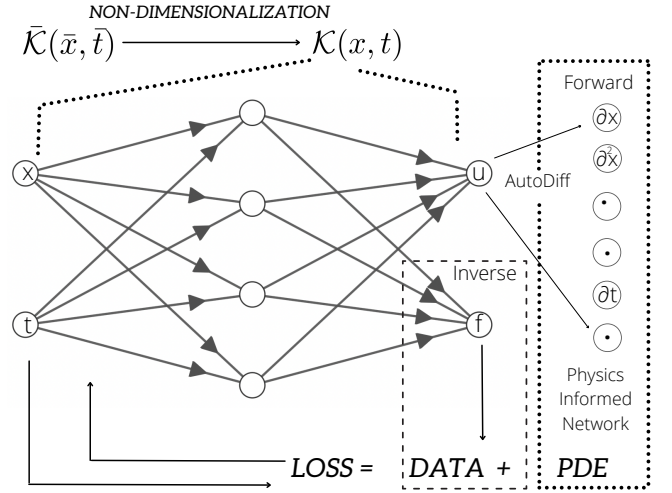 NON-DIMENSIONALIZATION
𝒦̄(x̄, t̄) 𝒦(x, t)
Forward
∂x
∂²x
x
u
AutoDiff
Inverse
∂t
t
f
Physics
Informed
Network
LOSS = DATA + PDE